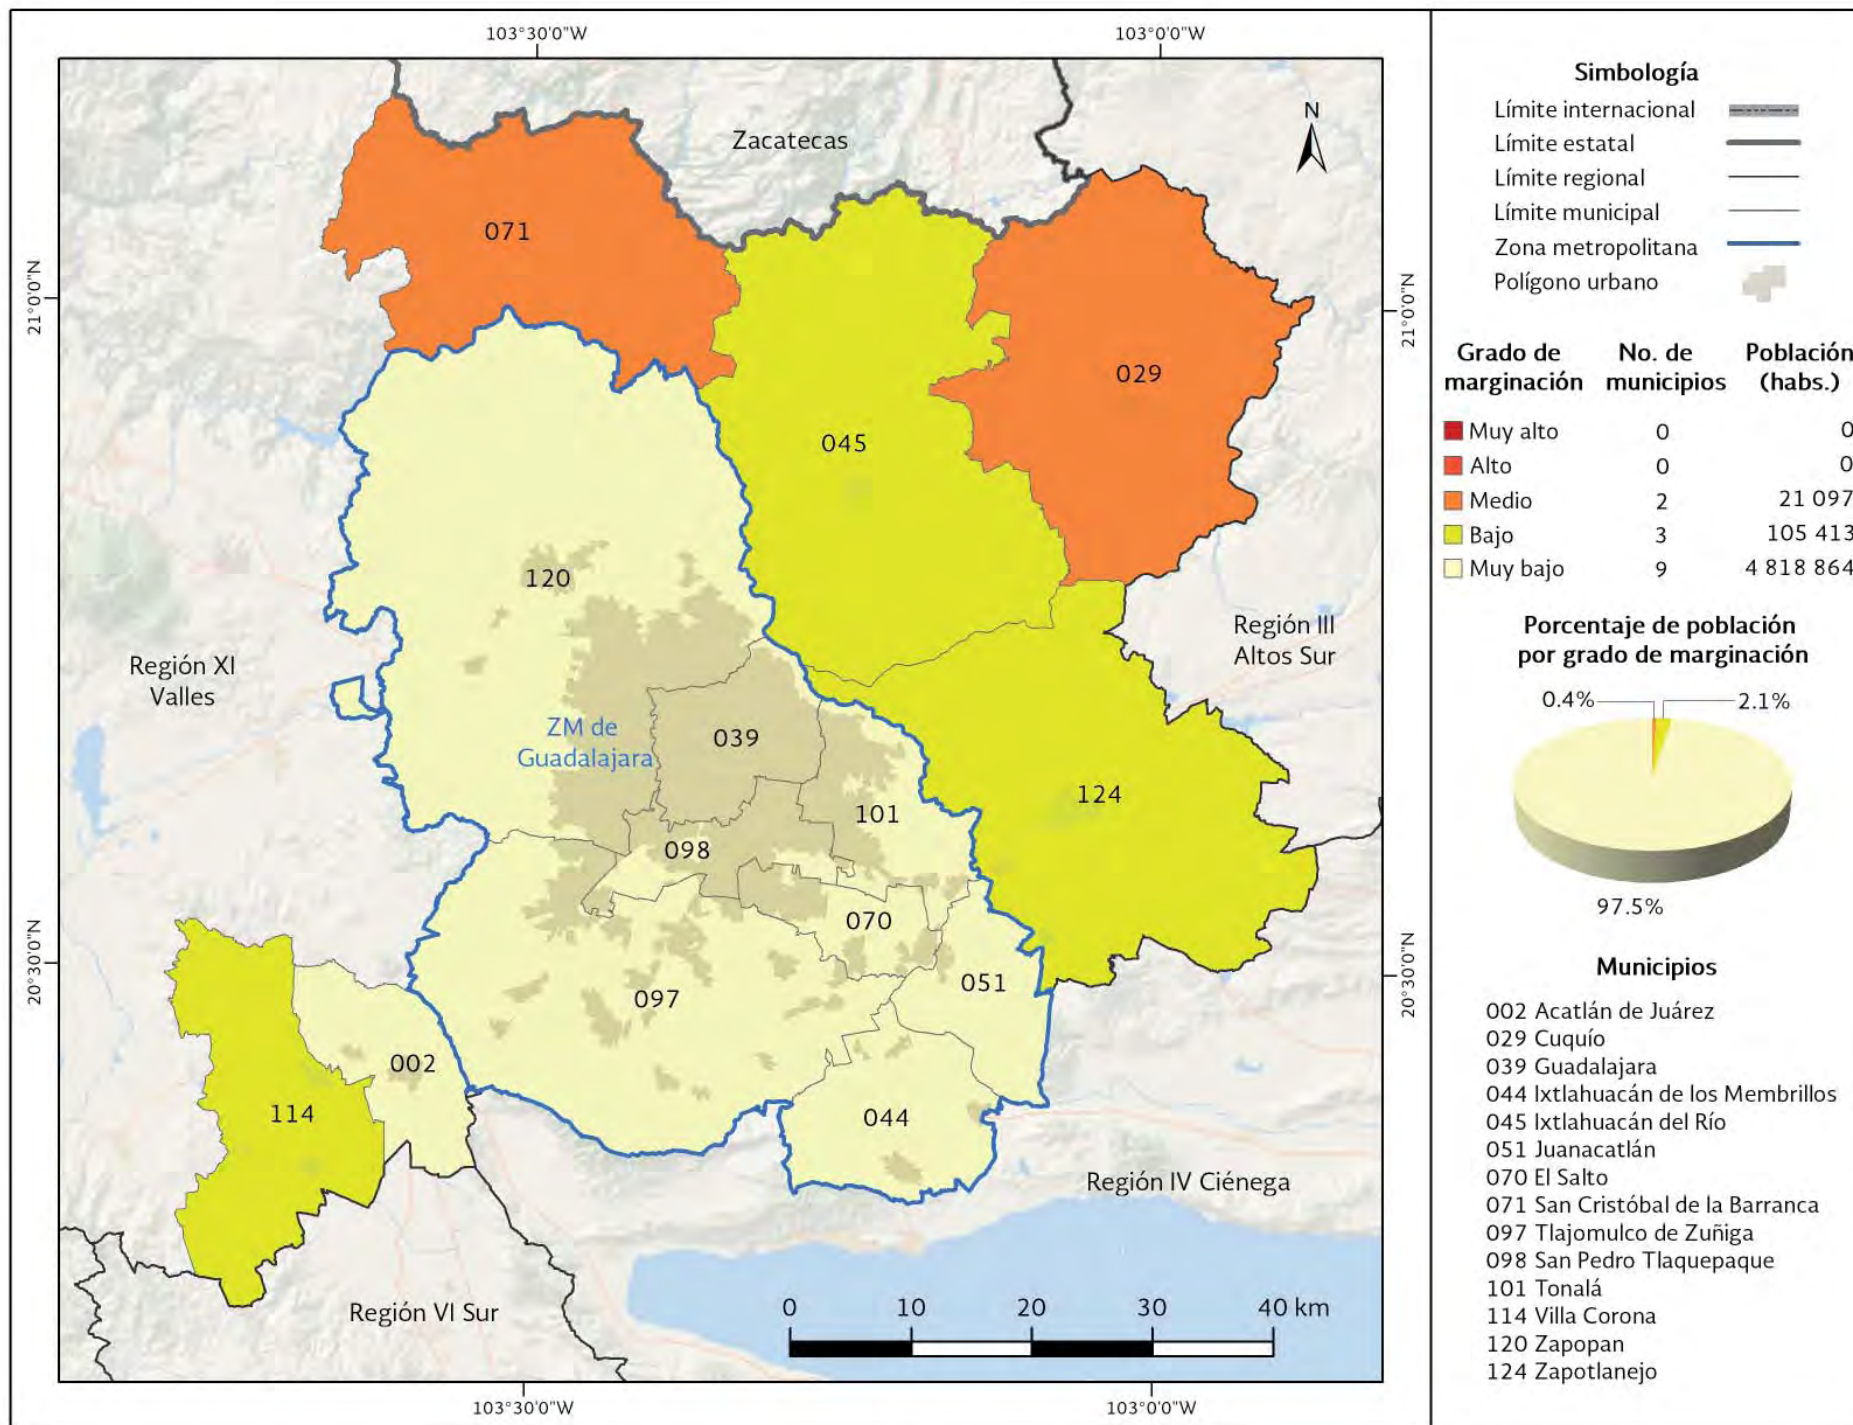 103°30'0"W
103°0'0"W
N
Zacatecas
071
21°0'0"N
21°0'0"N
029
045
120
Región III
Altos Sur
Región XI
Valles
ZM de
Guadalajara
039
124
101
098
070
20°30'0"N
20°30'0"N
051
097
002
114
044
Región IV Ciénega
Región VI Sur
0 10 20 30 40 km
103°30'0"W
103°0'0"W
Simbología
Límite internacional
Límite estatal
Límite regional
Límite municipal
Zona metropolitana
Polígono urbano
Grado de marginación No. de municipios Población (habs.)
Muy alto 0 0
Alto 0 0
Medio 2 21 097
Bajo 3 105 413
Muy bajo 9 4 818 864
Porcentaje de población
por grado de marginación
0.4% 2.1%
97.5%
Municipios
002 Acatlán de Juárez
029 Cuquío
039 Guadalajara
044 Ixtlahuacán de los Membrillos
045 Ixtlahuacán del Río
051 Juanacatlán
070 El Salto
071 San Cristóbal de la Barranca
097 Tlajomulco de Zuñiga
098 San Pedro Tlaquepaque
101 Tonalá
114 Villa Corona
120 Zapopan
124 Zapotlanejo